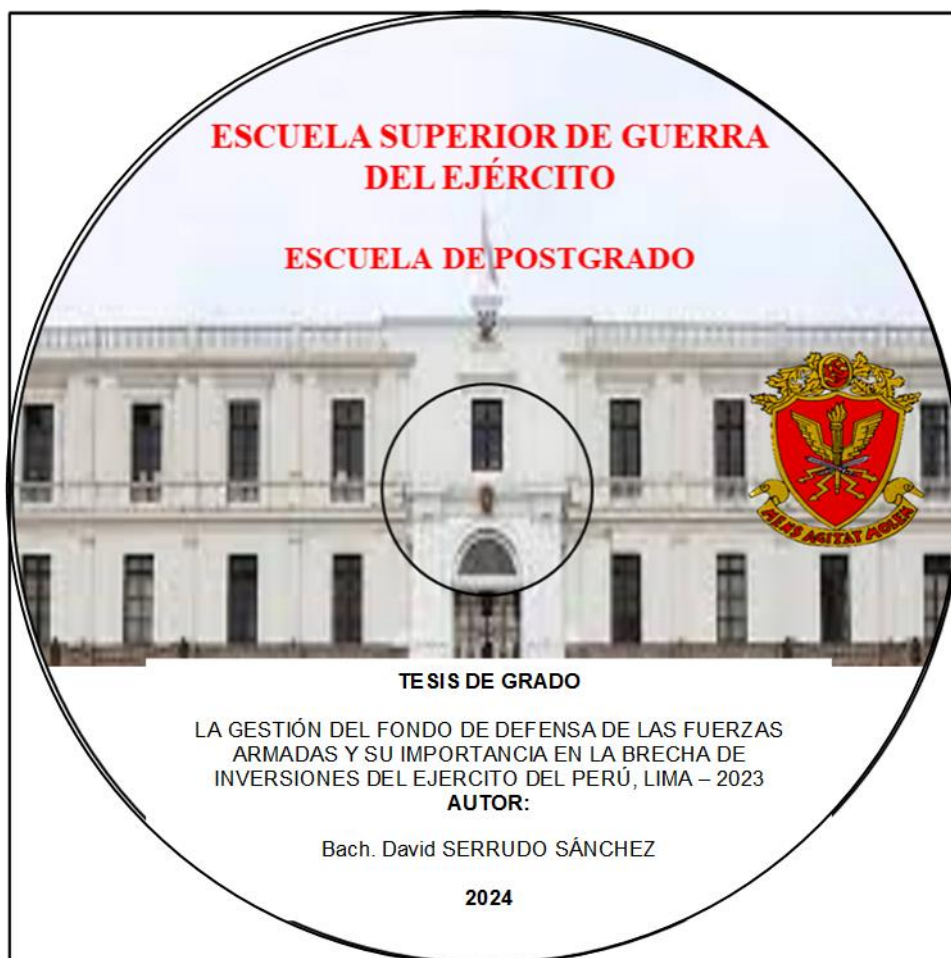 ESCUELA SUPERIOR DE GUERRA
DEL EJÉRCITO
ESCUELA DE POSTGRADO
MENS AGITAT MOLEM
TESIS DE GRADO
LA GESTIÓN DEL FONDO DE DEFENSA DE LAS FUERZAS
ARMADAS Y SU IMPORTANCIA EN LA BRECHA DE
INVERSIONES DEL EJERCITO DEL PERÚ, LIMA – 2023
AUTOR:
Bach. David SERRUDO SÁNCHEZ
2024